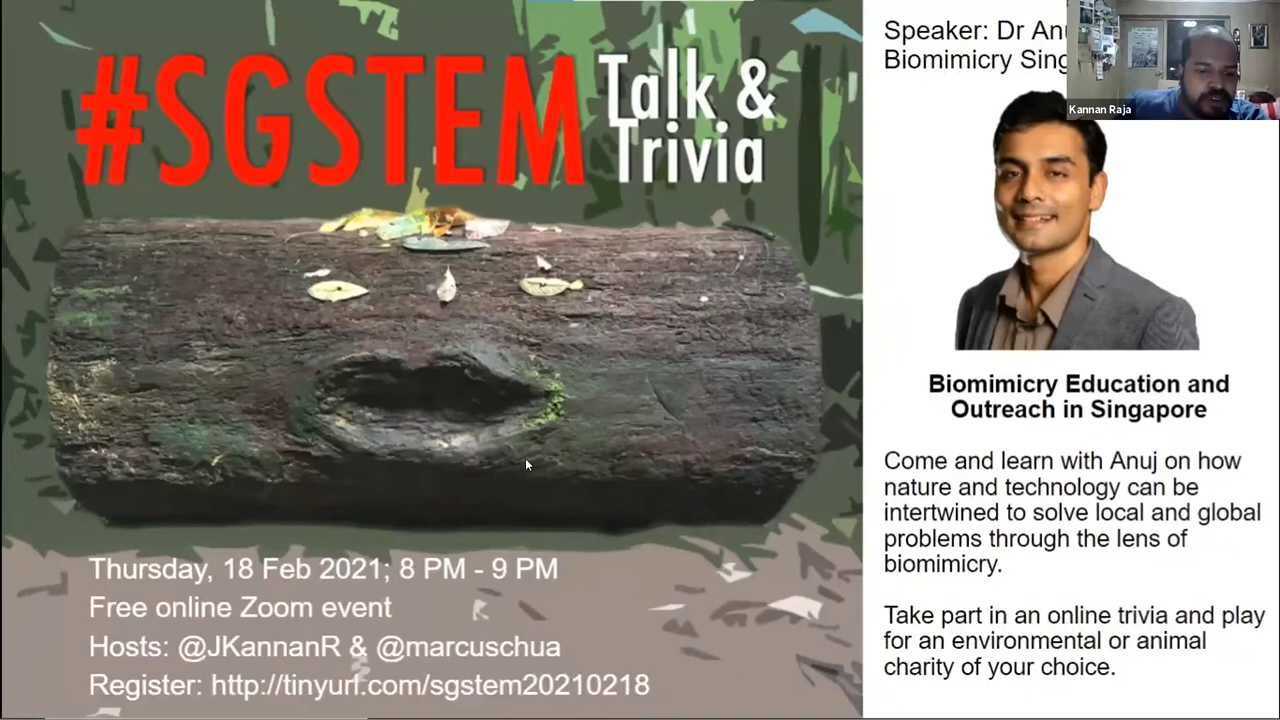 #SGSTEM Talk &
Trivia
Thursday, 18 Feb 2021; 8 PM - 9 PM
Free online Zoom event
Hosts: @JKannanR & @marcuschua
Register: http://tinyurl.com/sgstem20210218
Speaker: Dr
Biomimicry
Kannan Raja
Biomimicry Education and
Outreach in Singapore
Come and learn with Anuj on how
nature and technology can be
intertwined to solve local and global
problems through the lens of
biomimicry.
Take part in an online trivia and play
for an environmental or animal
charity of your choice.